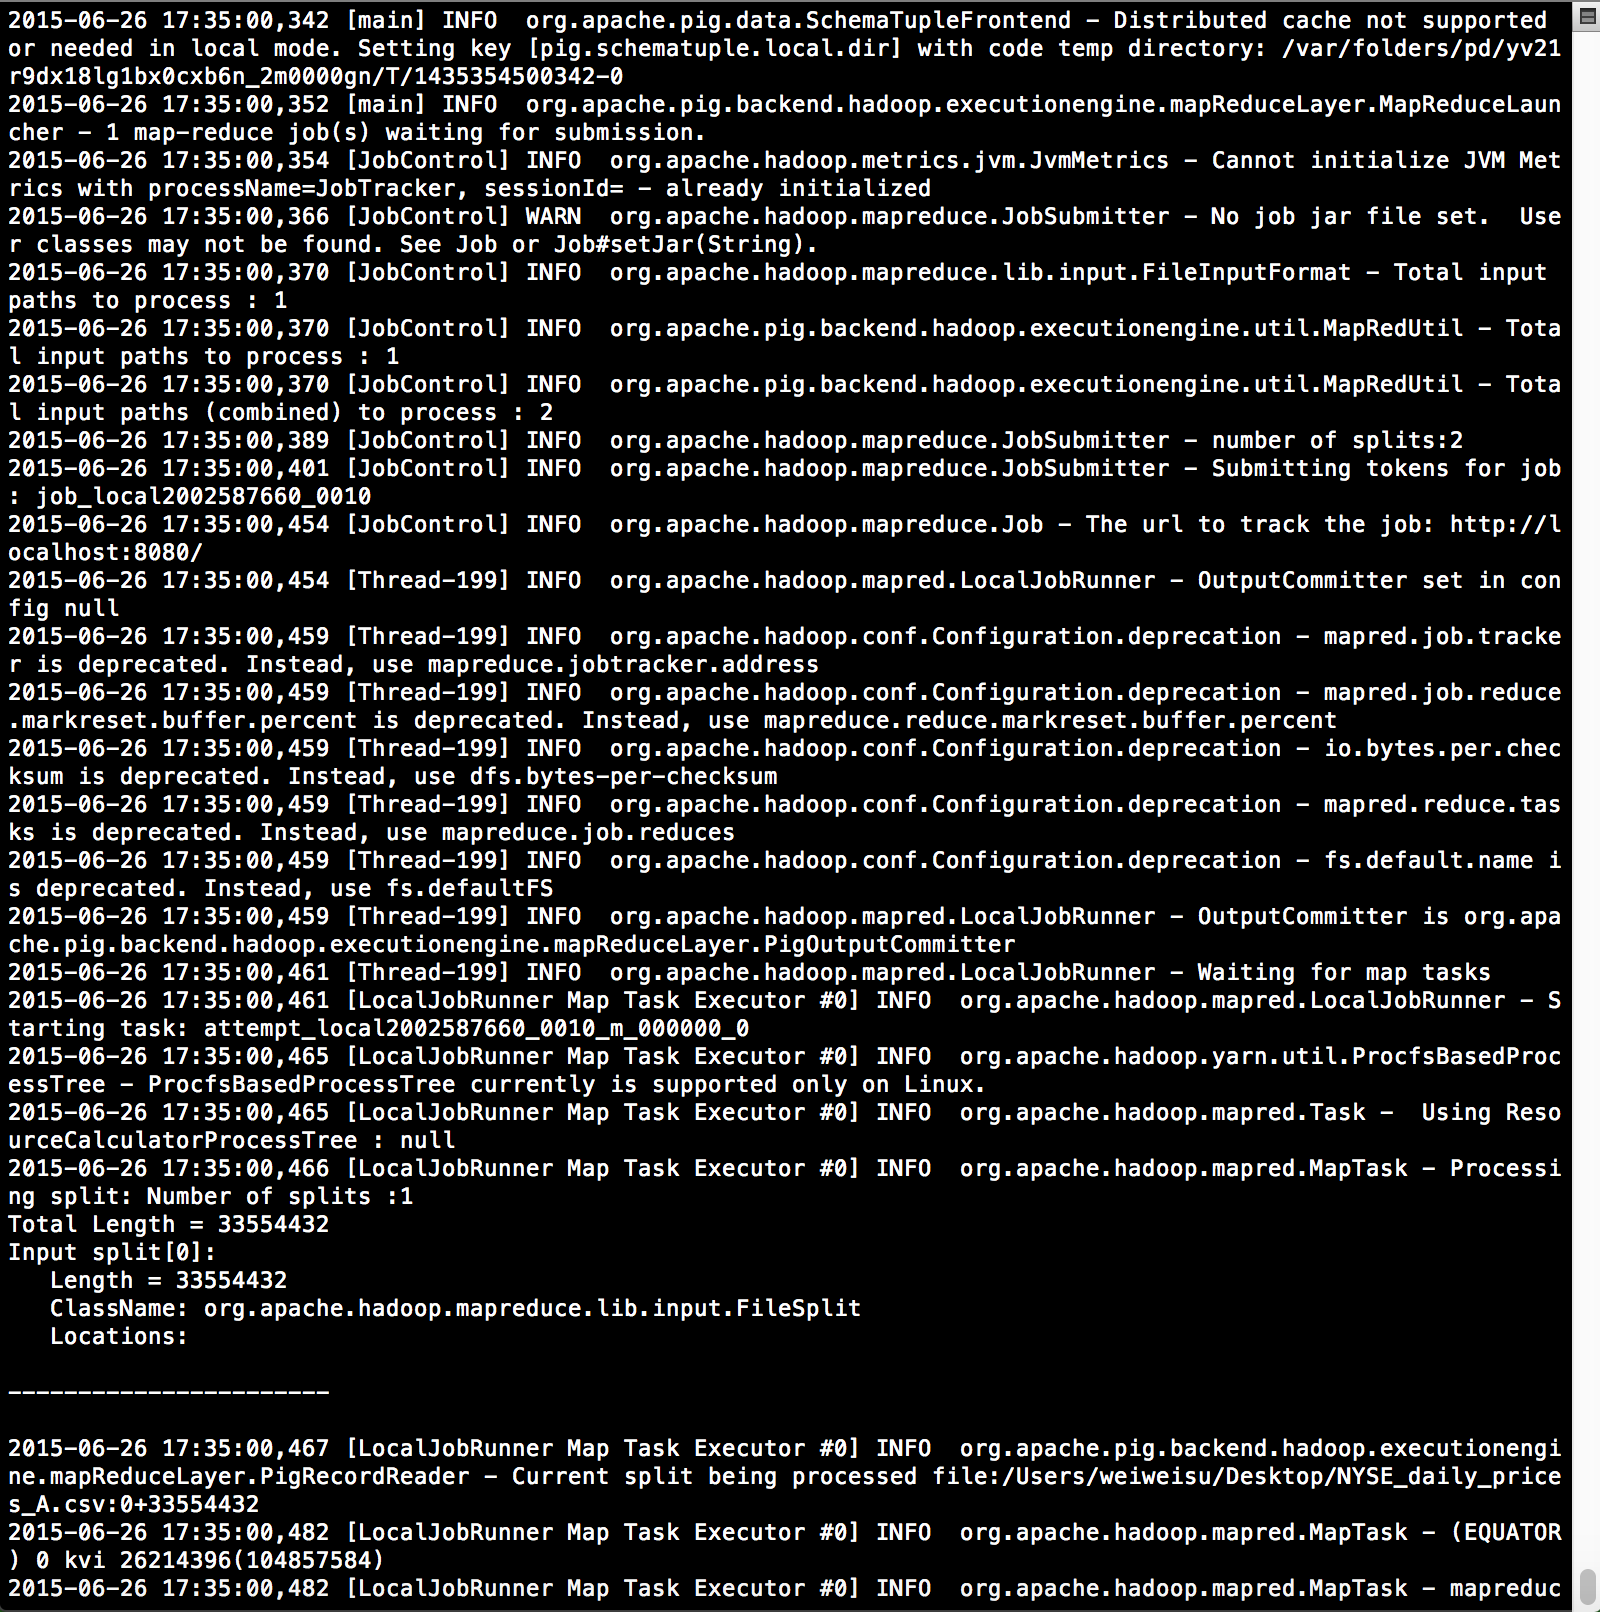 2015-06-26 17:35:00,342 [main] INFO  org.apache.pig.data.SchemaTupleFrontend - Distributed cache not supported
or needed in local mode. Setting key [pig.schematuple.local.dir] with code temp directory: /var/folders/pd/yv21
r9dx18lg1bx0cxb6n_2m0000gn/T/1435354500342-0
2015-06-26 17:35:00,352 [main] INFO  org.apache.pig.backend.hadoop.executionengine.mapReduceLayer.MapReduceLaun
cher - 1 map-reduce job(s) waiting for submission.
2015-06-26 17:35:00,354 [JobControl] INFO  org.apache.hadoop.metrics.jvm.JvmMetrics - Cannot initialize JVM Met
rics with processName=JobTracker, sessionId= - already initialized
2015-06-26 17:35:00,366 [JobControl] WARN  org.apache.hadoop.mapreduce.JobSubmitter - No job jar file set.  Use
r classes may not be found. See Job or Job#setJar(String).
2015-06-26 17:35:00,370 [JobControl] INFO  org.apache.hadoop.mapreduce.lib.input.FileInputFormat - Total input
paths to process : 1
2015-06-26 17:35:00,370 [JobControl] INFO  org.apache.pig.backend.hadoop.executionengine.util.MapRedUtil - Tota
l input paths to process : 1
2015-06-26 17:35:00,370 [JobControl] INFO  org.apache.pig.backend.hadoop.executionengine.util.MapRedUtil - Tota
l input paths (combined) to process : 2
2015-06-26 17:35:00,389 [JobControl] INFO  org.apache.hadoop.mapreduce.JobSubmitter - number of splits:2
2015-06-26 17:35:00,401 [JobControl] INFO  org.apache.hadoop.mapreduce.JobSubmitter - Submitting tokens for job
: job_local2002587660_0010
2015-06-26 17:35:00,454 [JobControl] INFO  org.apache.hadoop.mapreduce.Job - The url to track the job: http://l
ocalhost:8080/
2015-06-26 17:35:00,454 [Thread-199] INFO  org.apache.hadoop.mapred.LocalJobRunner - OutputCommitter set in con
fig null
2015-06-26 17:35:00,459 [Thread-199] INFO  org.apache.hadoop.conf.Configuration.deprecation - mapred.job.tracke
r is deprecated. Instead, use mapreduce.jobtracker.address
2015-06-26 17:35:00,459 [Thread-199] INFO  org.apache.hadoop.conf.Configuration.deprecation - mapred.job.reduce
.markreset.buffer.percent is deprecated. Instead, use mapreduce.reduce.markreset.buffer.percent
2015-06-26 17:35:00,459 [Thread-199] INFO  org.apache.hadoop.conf.Configuration.deprecation - io.bytes.per.chec
ksum is deprecated. Instead, use dfs.bytes-per-checksum
2015-06-26 17:35:00,459 [Thread-199] INFO  org.apache.hadoop.conf.Configuration.deprecation - mapred.reduce.tas
ks is deprecated. Instead, use mapreduce.job.reduces
2015-06-26 17:35:00,459 [Thread-199] INFO  org.apache.hadoop.conf.Configuration.deprecation - fs.default.name i
s deprecated. Instead, use fs.defaultFS
2015-06-26 17:35:00,459 [Thread-199] INFO  org.apache.hadoop.mapred.LocalJobRunner - OutputCommitter is org.apa
che.pig.backend.hadoop.executionengine.mapReduceLayer.PigOutputCommitter
2015-06-26 17:35:00,461 [Thread-199] INFO  org.apache.hadoop.mapred.LocalJobRunner - Waiting for map tasks
2015-06-26 17:35:00,461 [LocalJobRunner Map Task Executor #0] INFO  org.apache.hadoop.mapred.LocalJobRunner - S
tarting task: attempt_local2002587660_0010_m_000000_0
2015-06-26 17:35:00,465 [LocalJobRunner Map Task Executor #0] INFO  org.apache.hadoop.yarn.util.ProcfsBasedProc
essTree - ProcfsBasedProcessTree currently is supported only on Linux.
2015-06-26 17:35:00,465 [LocalJobRunner Map Task Executor #0] INFO  org.apache.hadoop.mapred.Task -  Using Reso
urceCalculatorProcessTree : null
2015-06-26 17:35:00,466 [LocalJobRunner Map Task Executor #0] INFO  org.apache.hadoop.mapred.MapTask - Processi
ng split: Number of splits :1
Total Length = 33554432
Input split[0]:
   Length = 33554432
   ClassName: org.apache.hadoop.mapreduce.lib.input.FileSplit
   Locations:
-----------------------
2015-06-26 17:35:00,467 [LocalJobRunner Map Task Executor #0] INFO  org.apache.pig.backend.hadoop.executionengi
ne.mapReduceLayer.PigRecordReader - Current split being processed file:/Users/weiweisu/Desktop/NYSE_daily_price
s_A.csv:0+33554432
2015-06-26 17:35:00,482 [LocalJobRunner Map Task Executor #0] INFO  org.apache.hadoop.mapred.MapTask - (EQUATOR
) 0 kvi 26214396(104857584)
2015-06-26 17:35:00,482 [LocalJobRunner Map Task Executor #0] INFO  org.apache.hadoop.mapred.MapTask - mapreduc